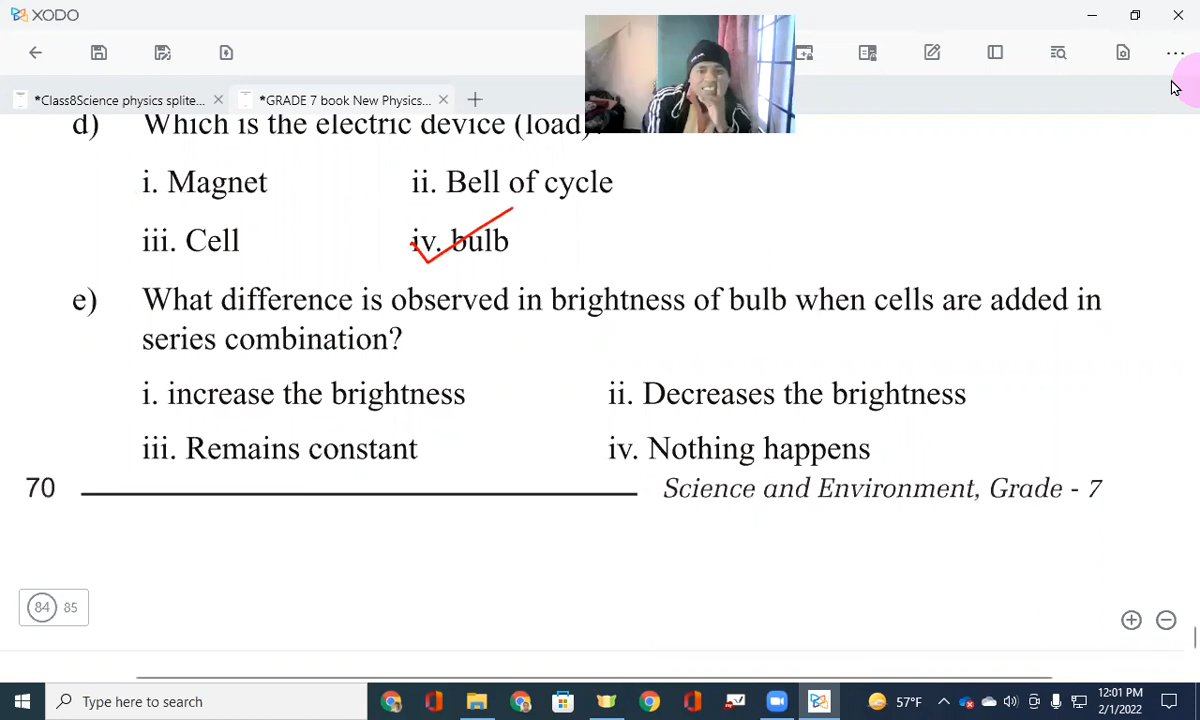 XODO
*Class8Science physics splite...
*GRADE 7 book New Physics...
d) Which is the electric device (load)
i. Magnet ii. Bell of cycle
iii. Cell iv. bulb
e) What difference is observed in brightness of bulb when cells are added in
series combination?
i. increase the brightness ii. Decreases the brightness
iii. Remains constant iv. Nothing happens
70 Science and Environment, Grade - 7
84 85
Type here to search
57°F
12:01 PM
2/1/2022